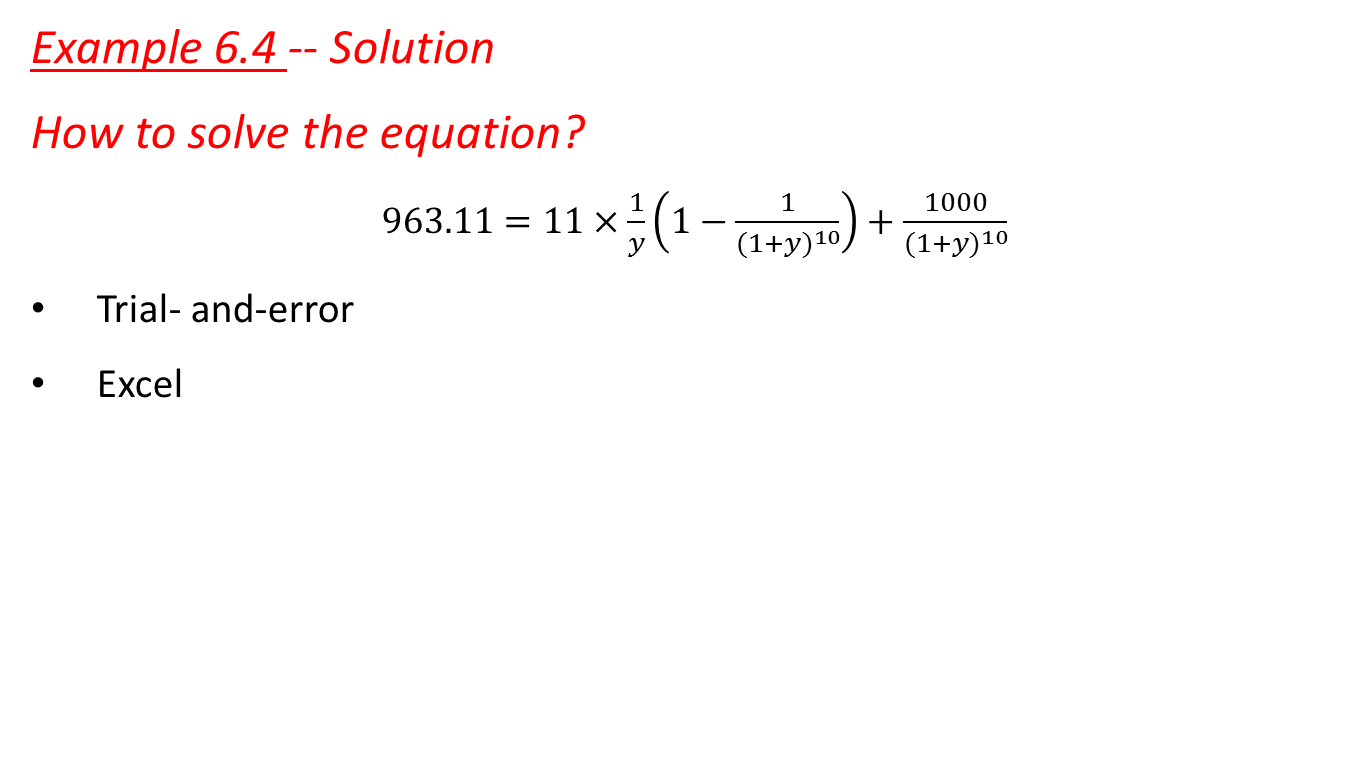 Example 6.4 -- Solution
How to solve the equation?
963.11 = 11 × 1/y (1 − 1/(1+y)^10) + 1000/(1+y)^10
• Trial- and-error
• Excel